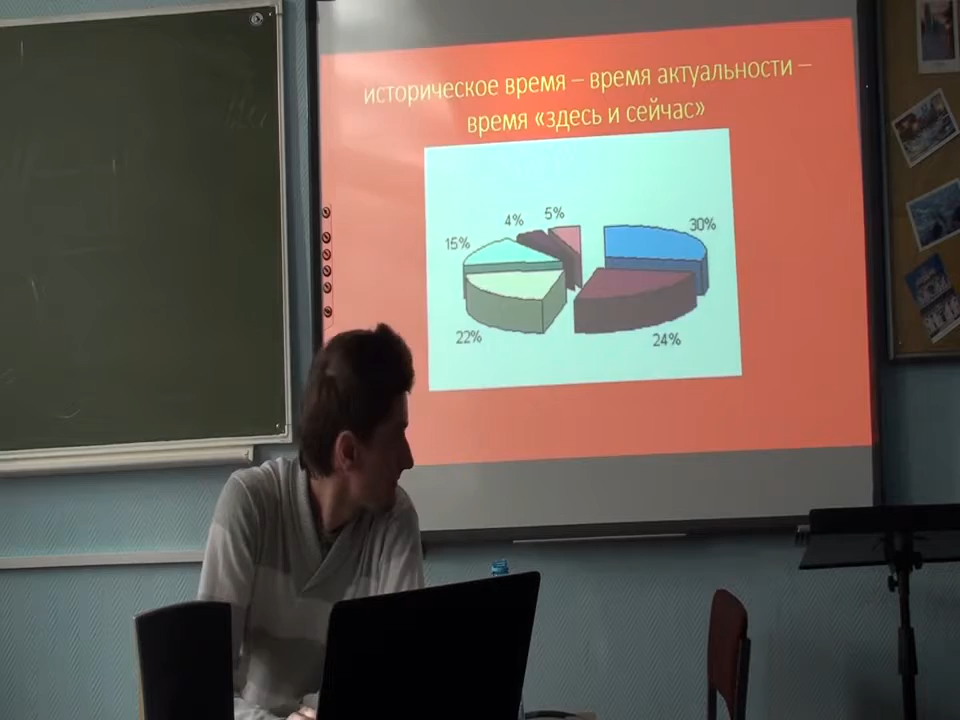 историческое время – время актуальности –
время «здесь и сейчас»
4% 5%
15% 30%
22% 24%